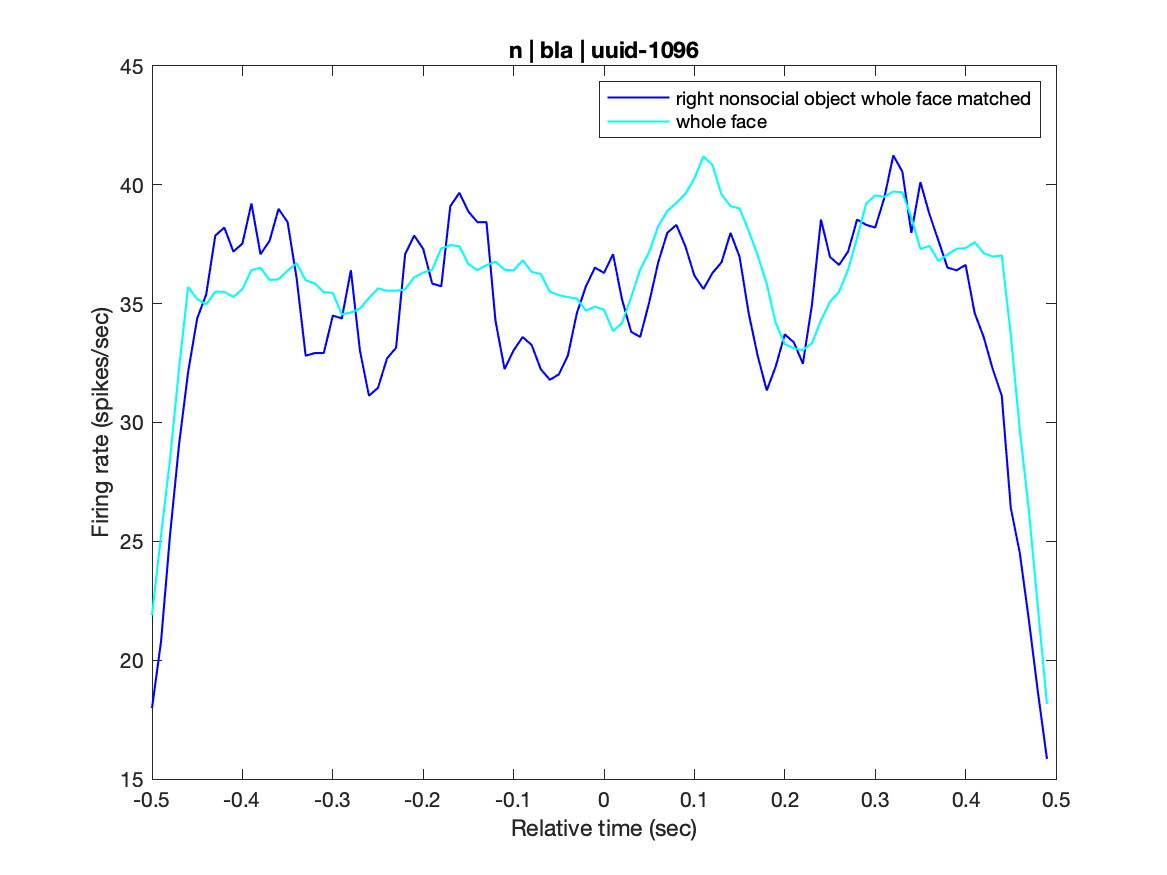 n | bla | uuid-1096
45
40
35
30
25
20
15
Firing rate (spikes/sec)
right nonsocial object whole face matched
whole face
-0.5 -0.4 -0.3 -0.2 -0.1 0 0.1 0.2 0.3 0.4 0.5
Relative time (sec)